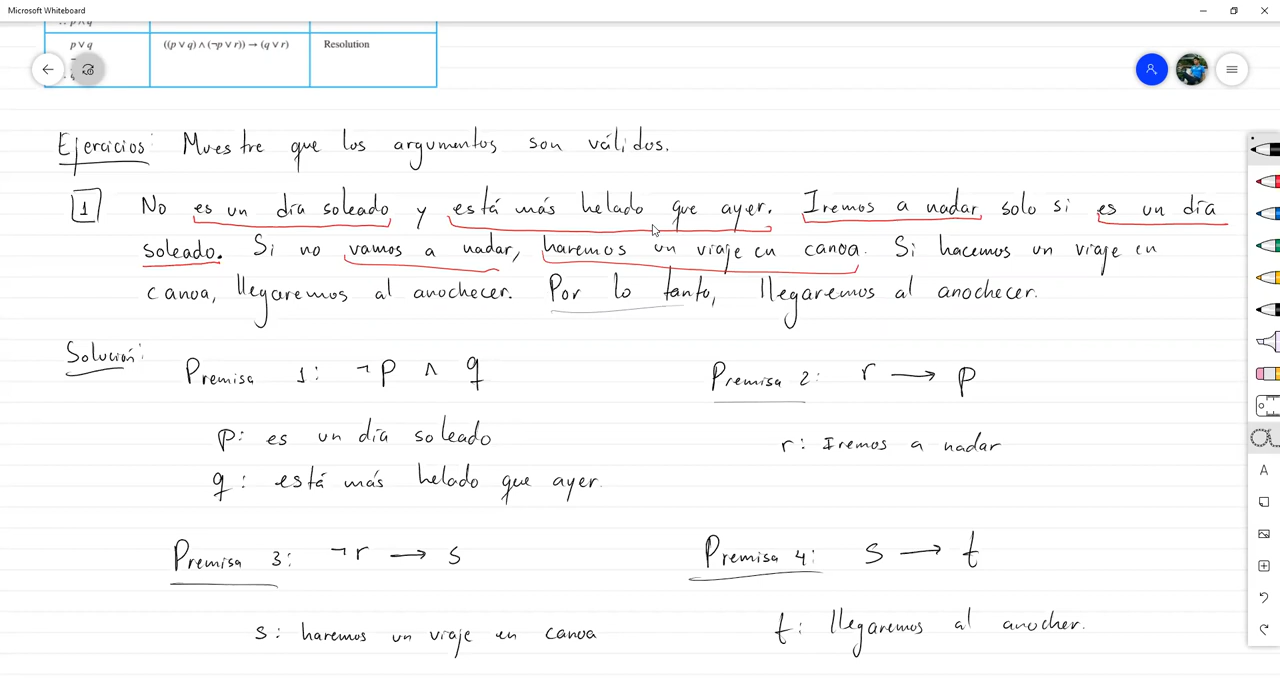 Microsoft Whiteboard
∴ p ∧ q
p ∨ q
((p ∨ q) ∧ (¬p ∨ r)) → (q ∨ r)
Resolution
Ejercicios: Muestre que los argumentos son válidos.
1 No es un día soleado y está más helado que ayer. Iremos a nadar solo si es un día
soleado. Si no vamos a nadar, haremos un viaje en canoa. Si hacemos un viaje en
canoa, llegaremos al anochecer. Por lo tanto, llegaremos al anochecer.
Solución:
Premisa 1: ¬p ∧ q
Premisa 2: r → p
p: es un día soleado
r: Iremos a nadar
q: está más helado que ayer.
Premisa 3: ¬r → s
Premisa 4: s → t
s: haremos un viaje en canoa
t: llegaremos al anocher.
A